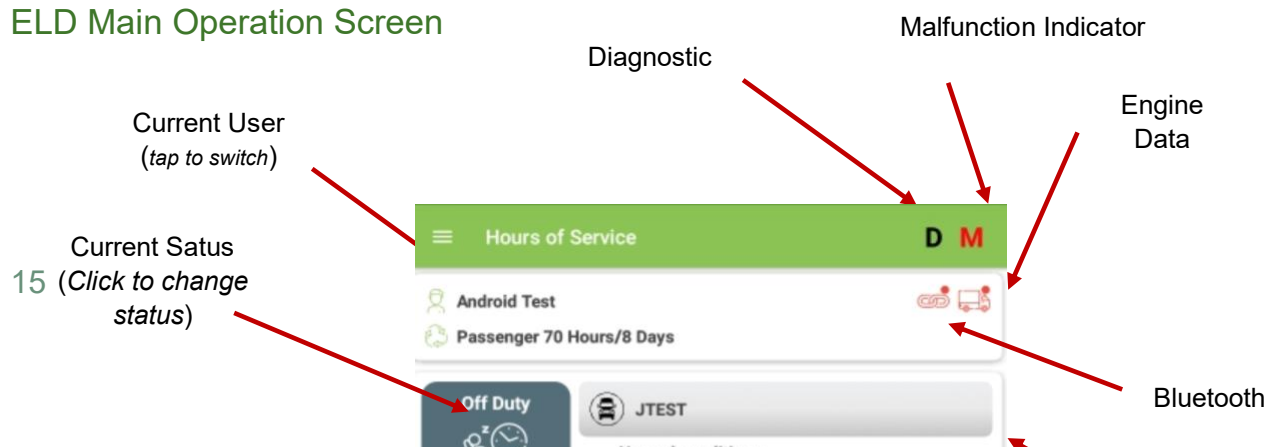 ELD Main Operation Screen
Malfunction Indicator
Diagnostic
Engine
Data
Current User
(tap to switch)
Hours of Service
D M
Current Satus
15 (Click to change
status)
Android Test
Passenger 70 Hours/8 Days
Bluetooth
Off Duty
JTEST